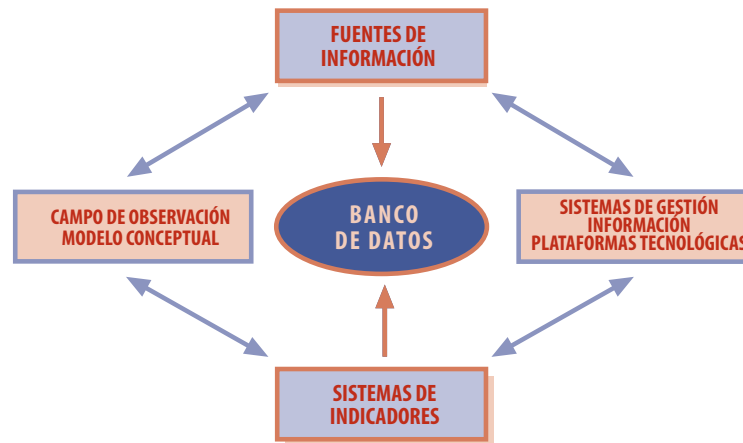 FUENTES DE
INFORMACIÓN
CAMPO DE OBSERVACIÓN
MODELO CONCEPTUAL
BANCO
DE DATOS
SISTEMAS DE GESTIÓN
INFORMACIÓN
PLATAFORMAS TECNOLÓGICAS
SISTEMAS DE
INDICADORES